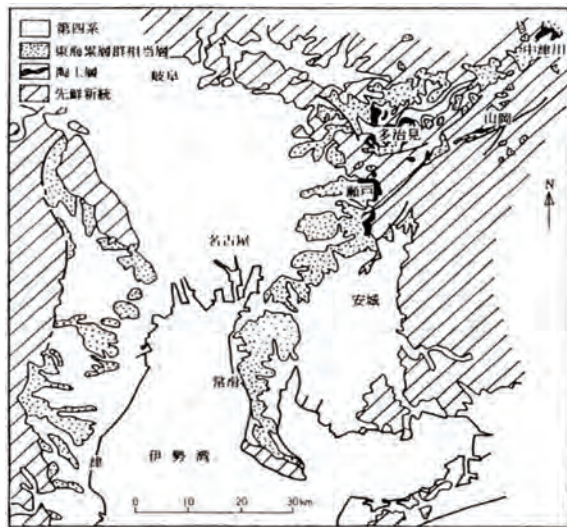 第四系
東海累層群相当層
陶土層
先鮮新統
岐阜
中津川
山岡
多治見
瀬戸
N
名古屋
安城
常滑
津
伊勢湾
0 10 20 30km